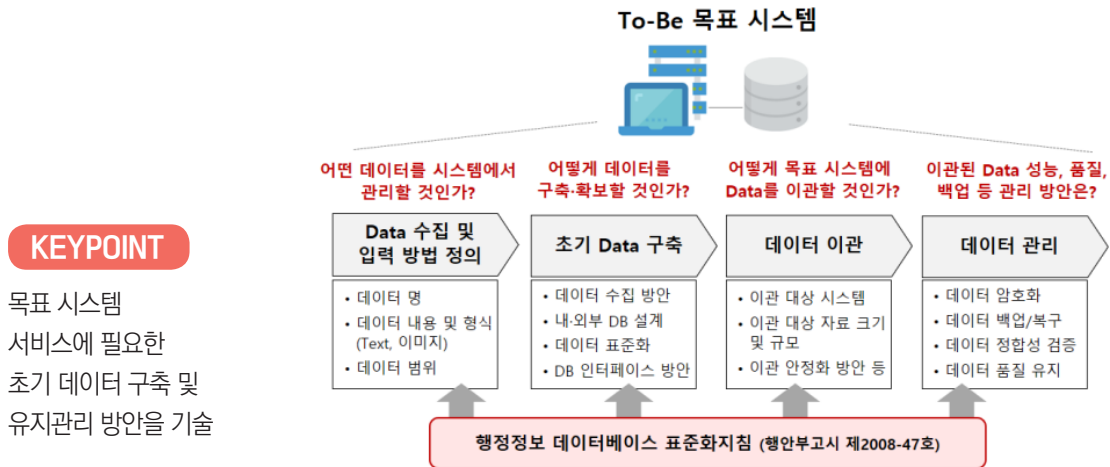 To-Be 목표 시스템
어떤 데이터를 시스템에서
관리할 것인가?
어떻게 데이터를
구축·확보할 것인가?
어떻게 목표 시스템에
Data를 이관할 것인가?
이관된 Data 성능, 품질,
백업 등 관리 방안은?
KEYPOINT
목표 시스템
서비스에 필요한
초기 데이터 구축 및
유지관리 방안을 기술
Data 수집 및
입력 방법 정의
• 데이터 명
• 데이터 내용 및 형식
(Text, 이미지)
• 데이터 범위
초기 Data 구축
• 데이터 수집 방안
• 내·외부 DB 설계
• 데이터 표준화
• DB 인터페이스 방안
데이터 이관
• 이관 대상 시스템
• 이관 대상 자료 크기
및 규모
• 이관 안정화 방안 등
데이터 관리
• 데이터 암호화
• 데이터 백업/복구
• 데이터 정합성 검증
• 데이터 품질 유지
행정정보 데이터베이스 표준화지침 (행안부고시 제2008-47호)